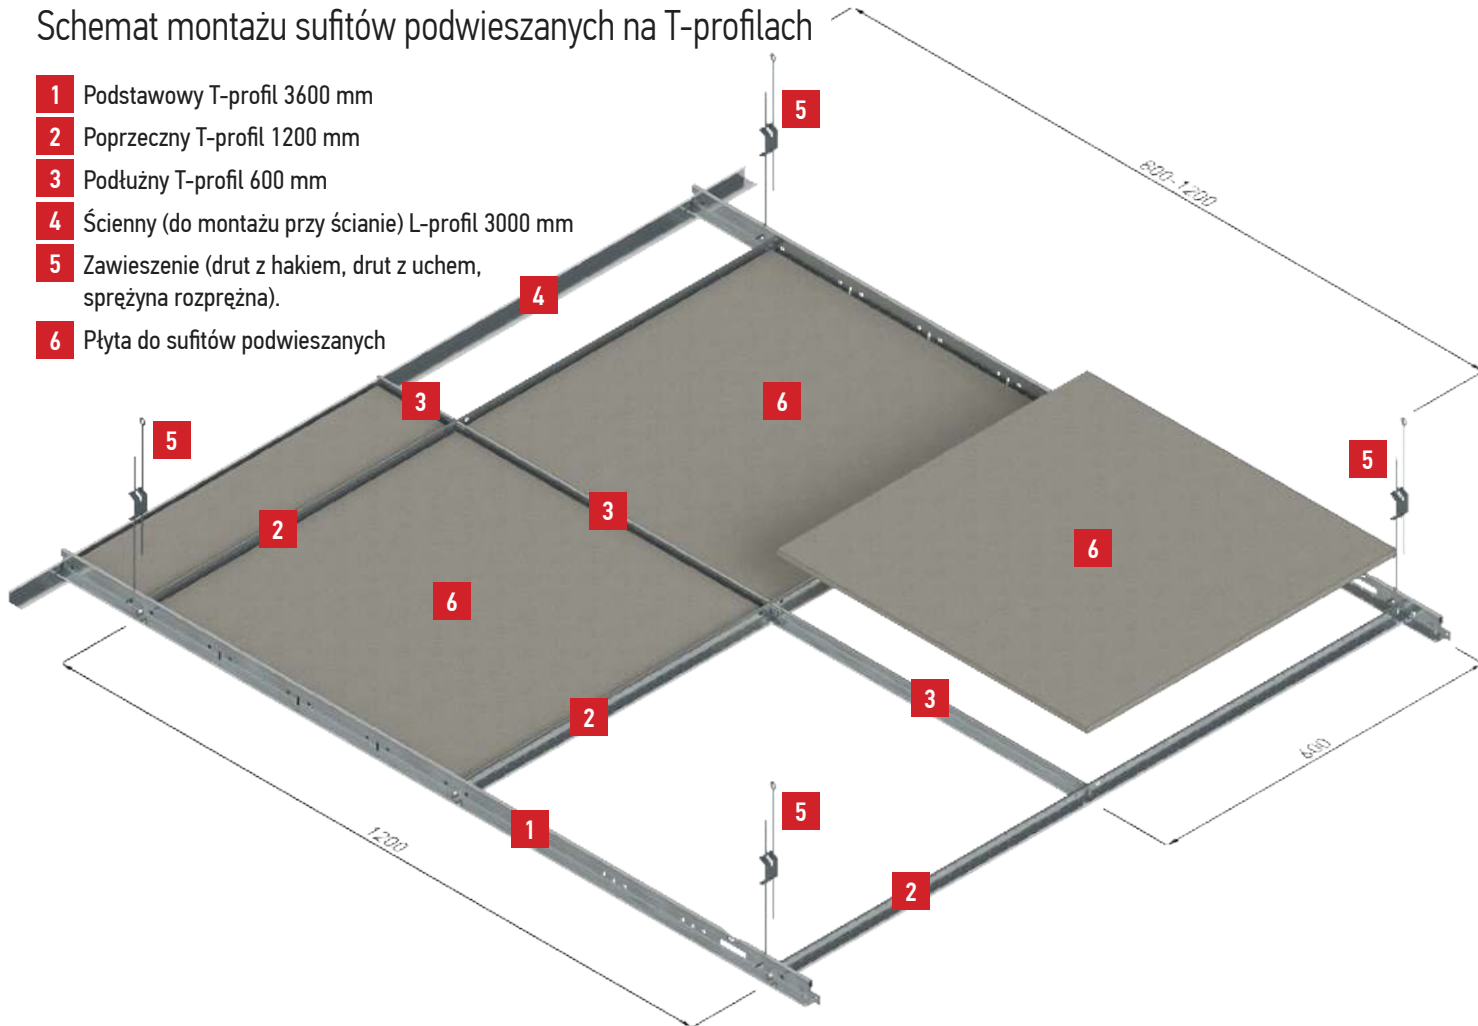 Schemat montażu sufitów podwieszanych na T-profilach
1 Podstawowy T-profil 3600 mm
2 Poprzeczny T-profil 1200 mm
3 Podłużny T-profil 600 mm
4 Ścienny (do montażu przy ścianie) L-profil 3000 mm
5 Zawieszenie (drut z hakiem, drut z uchem,
sprężyna rozprężna).
6 Płyta do sufitów podwieszanych
5
800-1200
4
3
6
5
5
2
3
6
6
3
2
600
5
1
1200
2